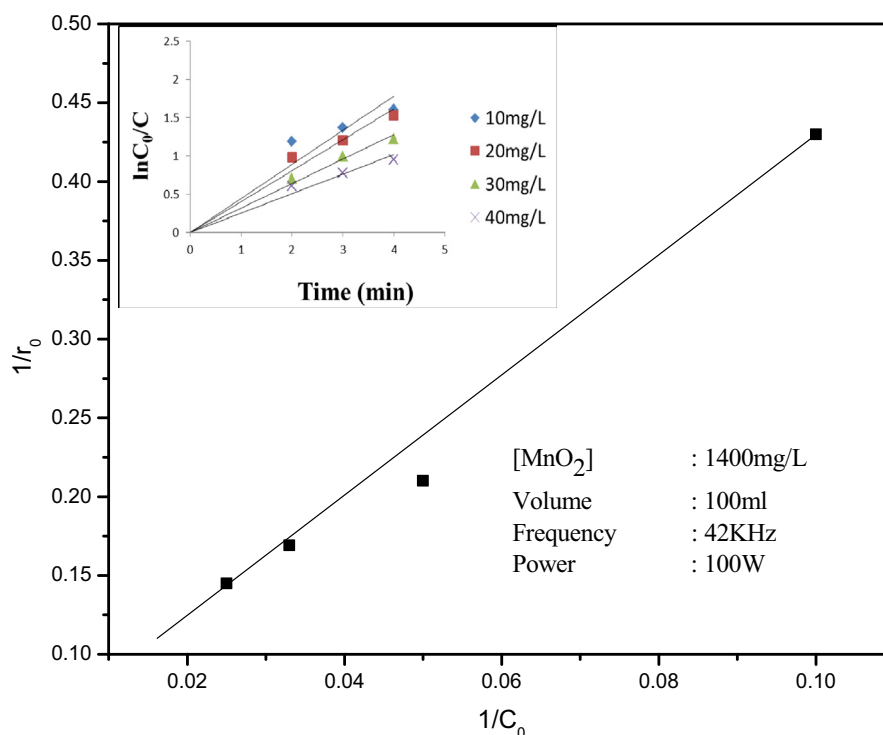 0.50
0.45
0.40
0.35
0.30
0.25
0.20
0.15
0.10
1/r₀
0.02
0.04
0.06
0.08
0.10
1/C₀
2.5
2
1.5
1
0.5
0
lnC₀/C
0
1
2
3
4
5
Time (min)
10mg/L
20mg/L
30mg/L
40mg/L
[MnO₂] : 1400mg/L
Volume : 100ml
Frequency : 42KHz
Power : 100W